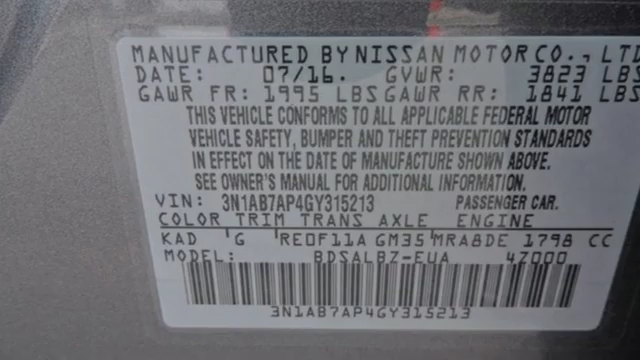 MANUFACTURED BY NISSAN MOTOR CO., LTD
DATE: 07/16. GVWR: 3823 LBS
GAWR FR: 1995 LBS GAWR RR: 1841 LBS
THIS VEHICLE CONFORMS TO ALL APPLICABLE FEDERAL MOTOR
VEHICLE SAFETY, BUMPER AND THEFT PREVENTION STANDARDS
IN EFFECT ON THE DATE OF MANUFACTURE SHOWN ABOVE.
SEE OWNER'S MANUAL FOR ADDITIONAL INFORMATION.
VIN: 3N1AB7AP4GY315213 PASSENGER CAR.
COLOR TRIM TRANS AXLE ENGINE
KAD G RE0F11A GM35 MRA8DE 1798 CC
MODEL: BDSALBZ-EUA 4Z000
3N1AB7AP4GY315213